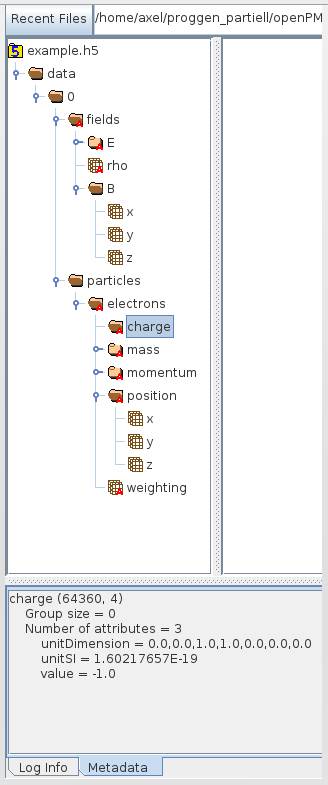 Recent Files /home/axel/proggen_partiell/openPM
example.h5
data
0
fields
E
rho
B
x
y
z
particles
electrons
charge
mass
momentum
position
x
y
z
weighting
charge (64360, 4)
Group size = 0
Number of attributes = 3
unitDimension = 0.0,0.0,1.0,1.0,0.0,0.0,0.0
unitSI = 1.60217657E-19
value = -1.0
Log Info Metadata